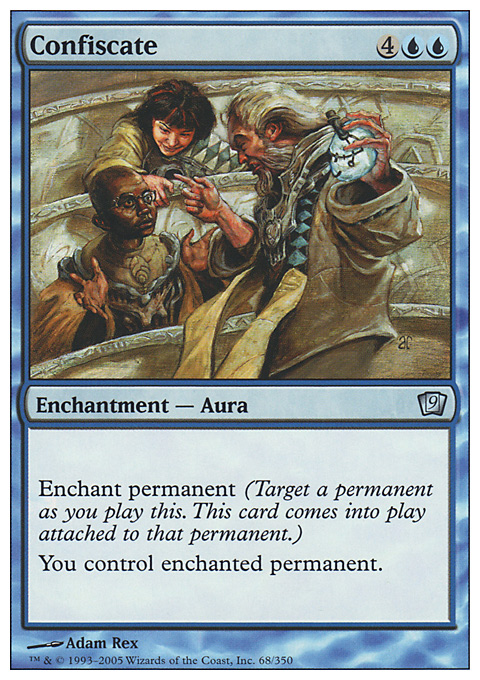 Confiscate 4
Enchantment — Aura 9
Enchant permanent (Target a permanent
as you play this. This card comes into play
attached to that permanent.)
You control enchanted permanent.
Adam Rex
™ & © 1993–2005 Wizards of the Coast, Inc. 68/350